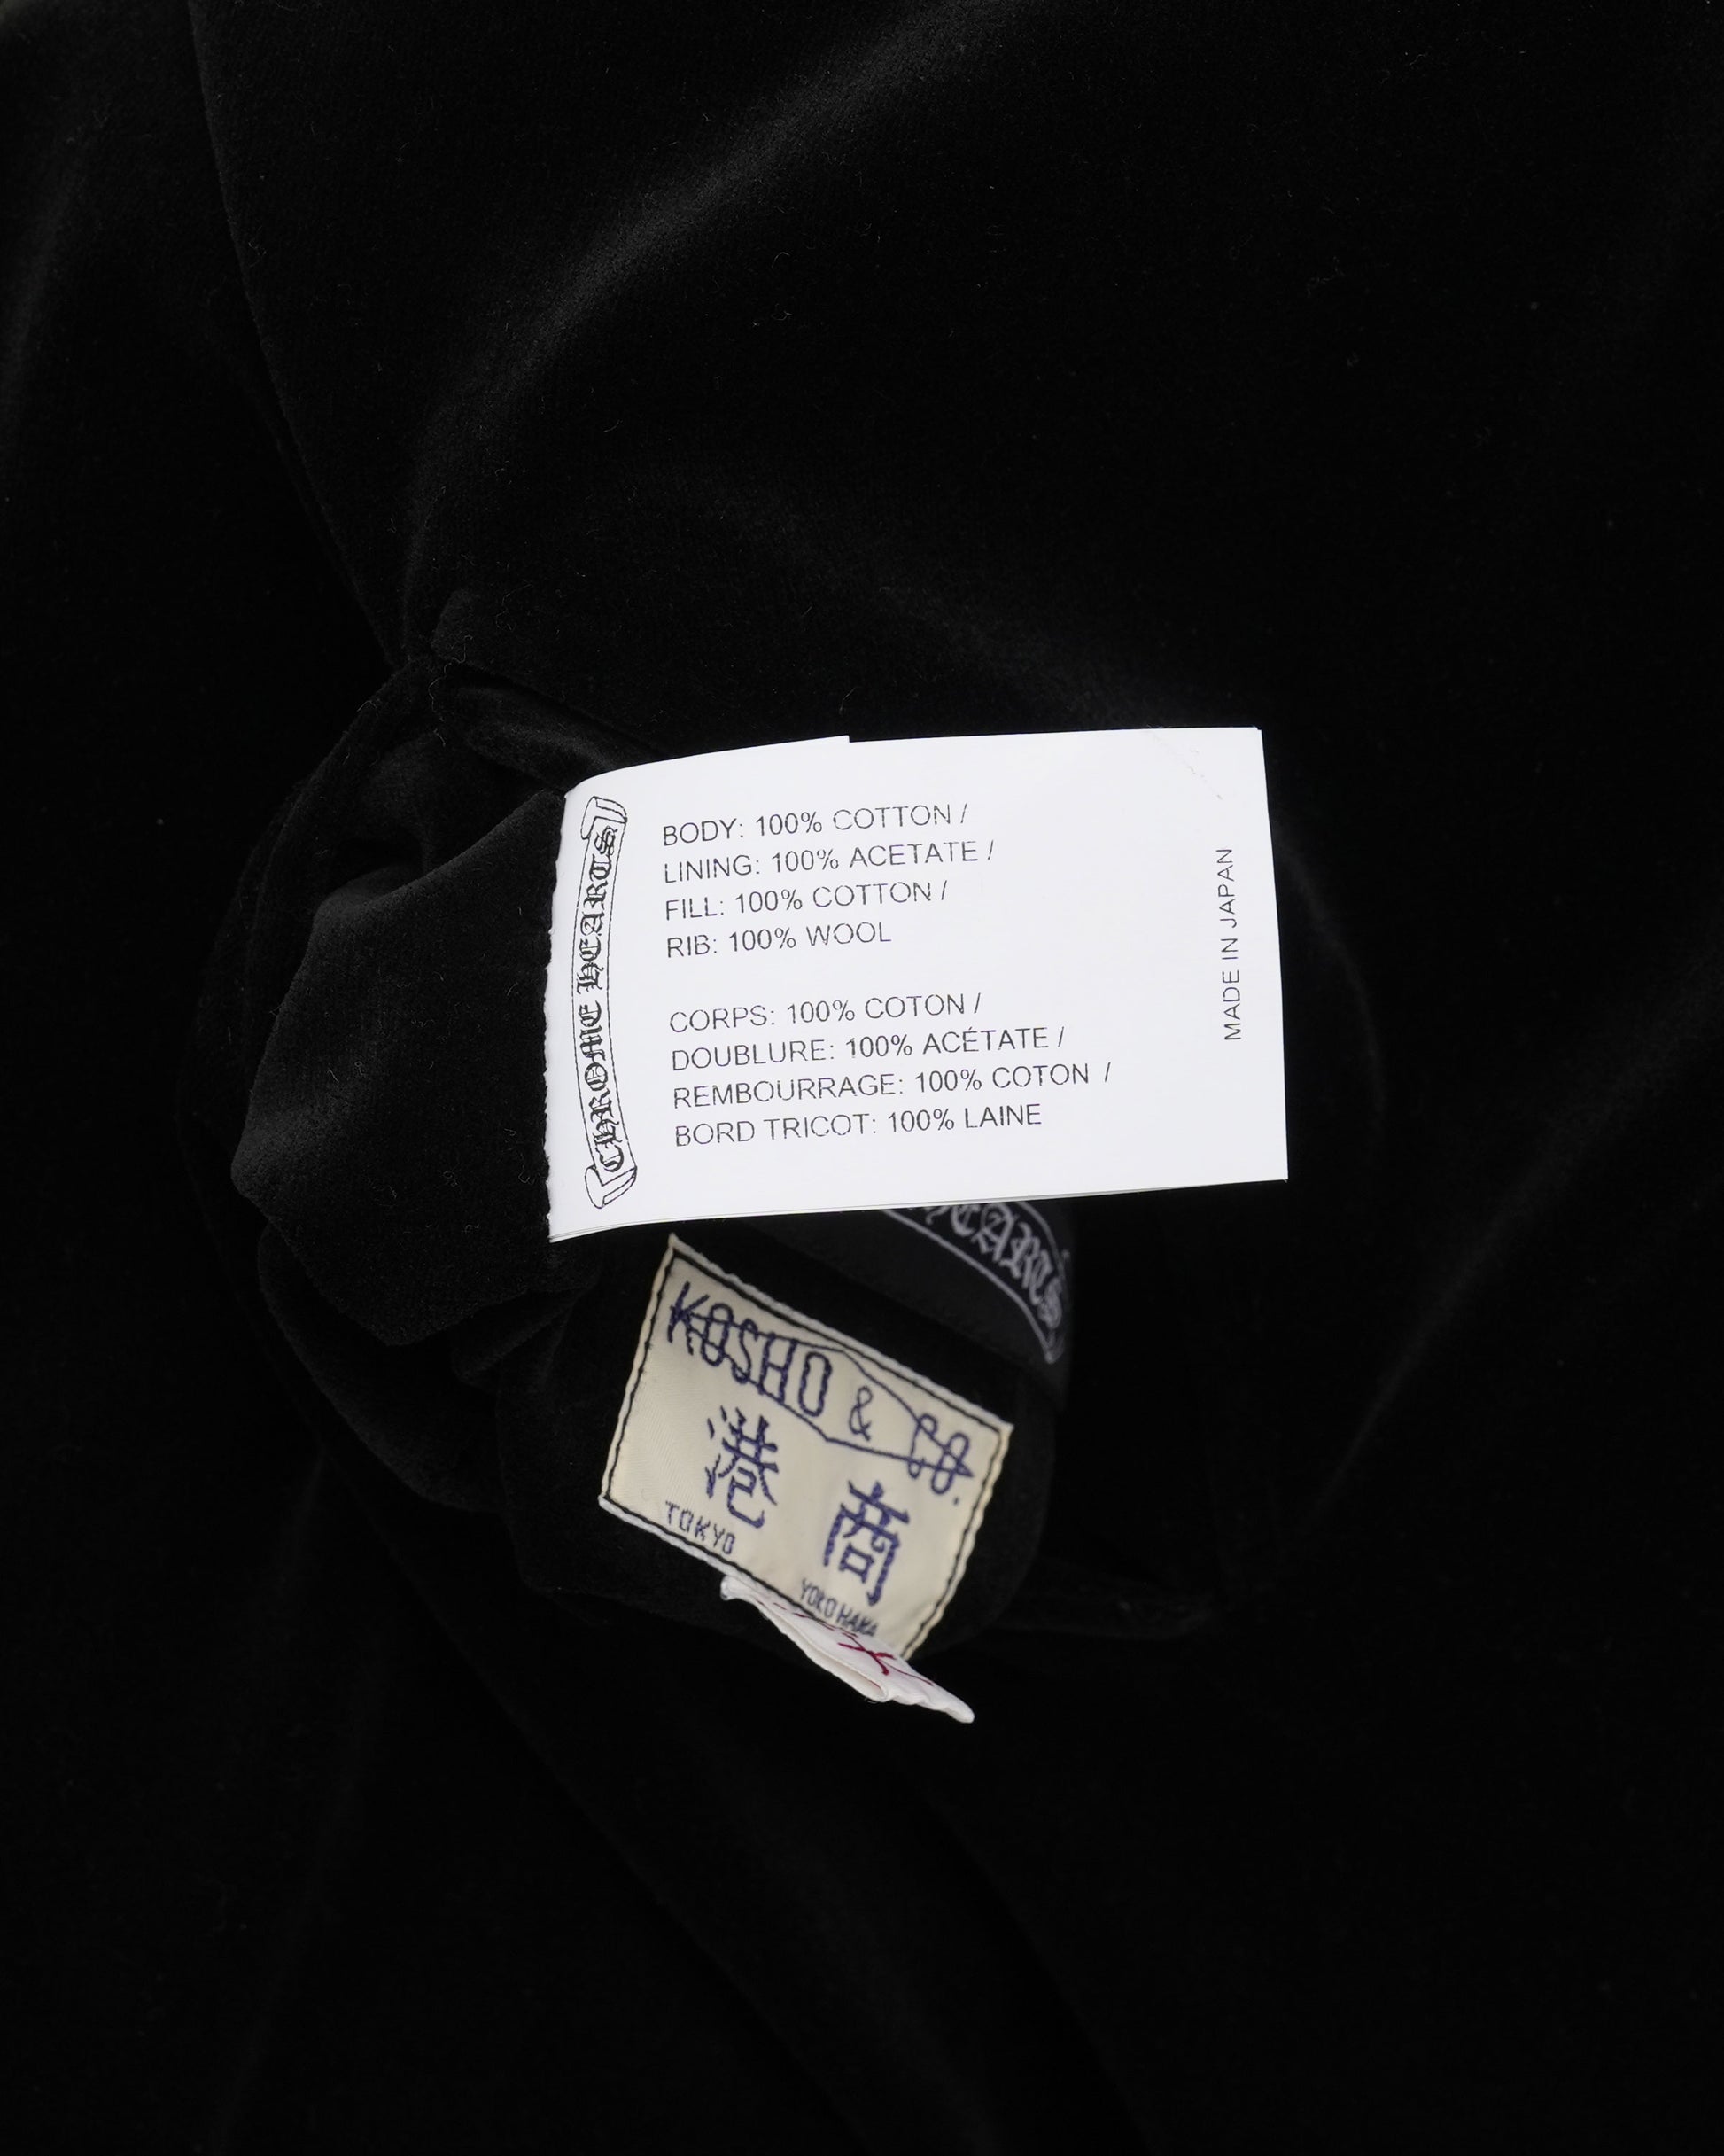 CHROME HEARTS
BODY: 100% COTTON /
LINING: 100% ACETATE /
FILL: 100% COTTON /
RIB: 100% WOOL
CORPS: 100% COTON /
DOUBLURE: 100% ACÉTATE /
REMBOURRAGE: 100% COTON /
BORD TRICOT: 100% LAINE
MADE IN JAPAN
HEARTS
KOSHO & CO.
港商
TOKYO
YOKOHAMA
X